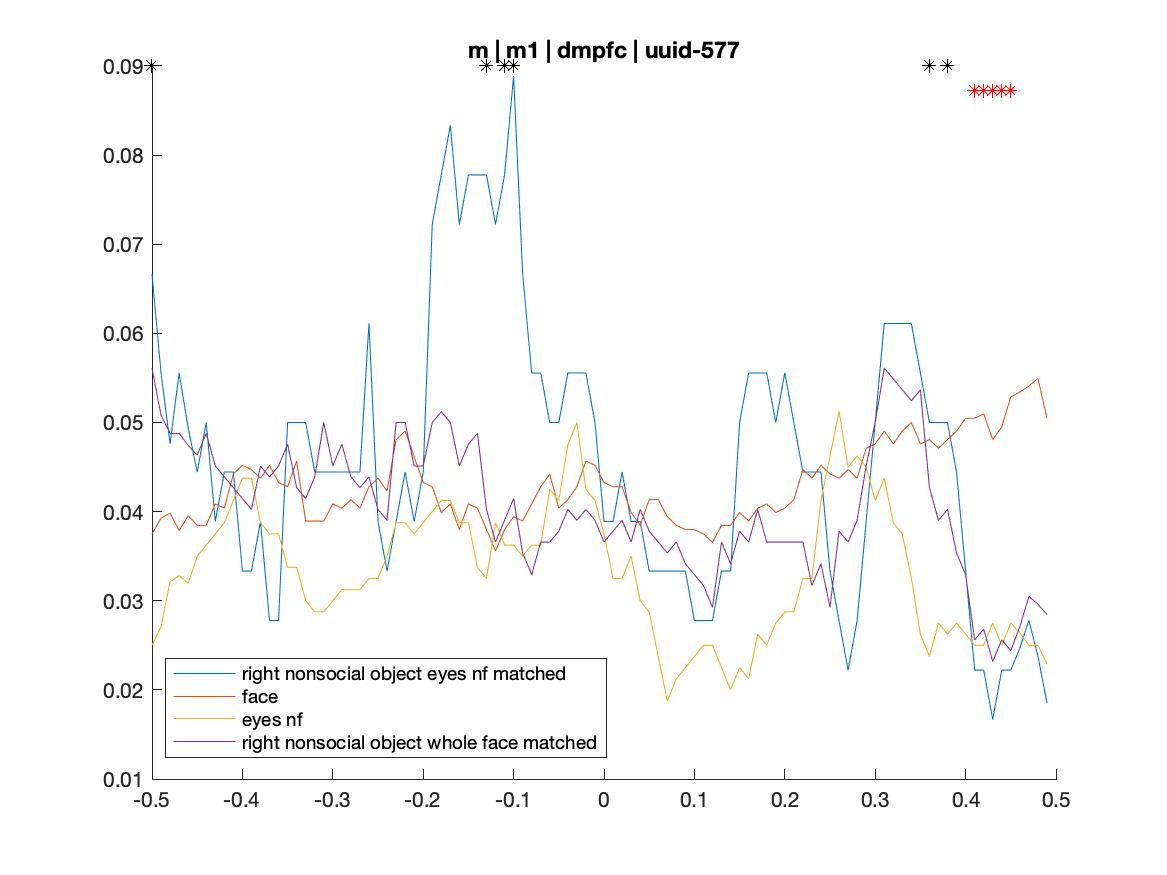 m | m1 | dmpfc | uuid-577
0.09
0.08
0.07
0.06
0.05
0.04
0.03
0.02
0.01
right nonsocial object eyes nf matched
face
eyes nf
right nonsocial object whole face matched
-0.5 -0.4 -0.3 -0.2 -0.1 0 0.1 0.2 0.3 0.4 0.5